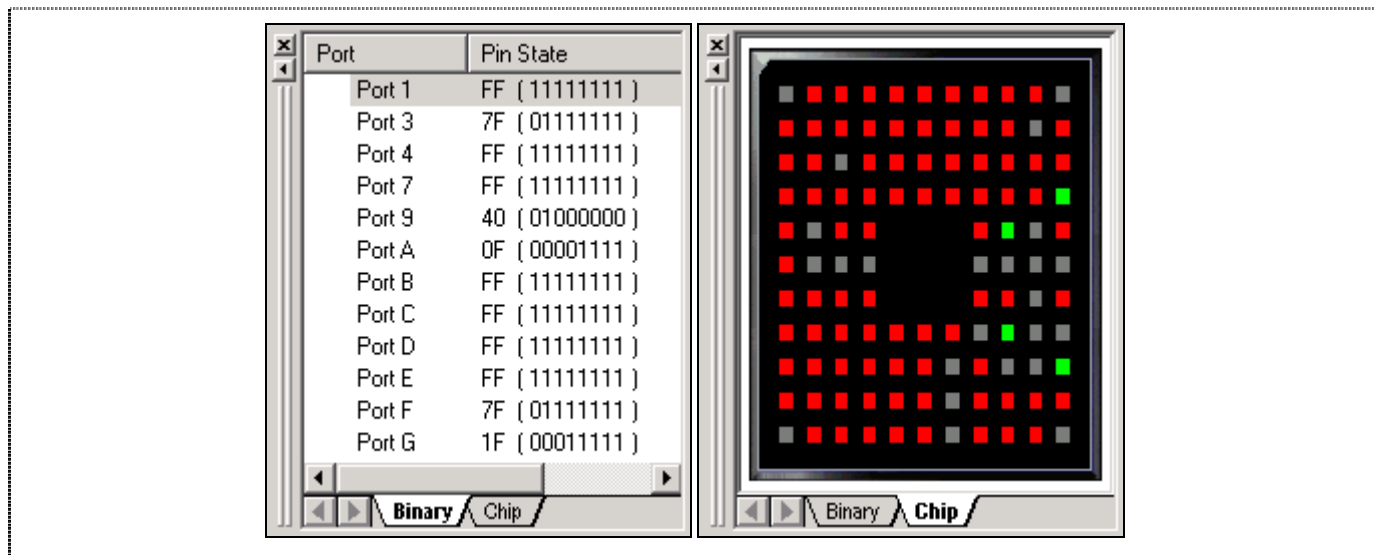 Port Pin State
Port 1 FF ( 11111111 )
Port 3 7F ( 01111111 )
Port 4 FF ( 11111111 )
Port 7 FF ( 11111111 )
Port 9 40 ( 01000000 )
Port A 0F ( 00001111 )
Port B FF ( 11111111 )
Port C FF ( 11111111 )
Port D FF ( 11111111 )
Port E FF ( 11111111 )
Port F 7F ( 01111111 )
Port G 1F ( 00011111 )
Binary Chip
Binary Chip